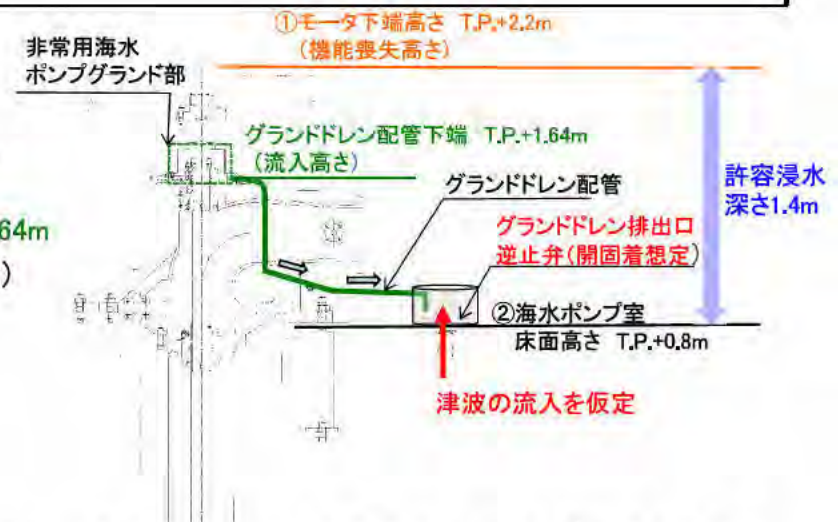 ①モータ下端高さ T.P.+2.2m
(機能喪失高さ)
非常用海水
ポンプグランド部
グランドドレン配管下端 T.P.+1.64m
(流入高さ)
グランドドレン配管
許容浸水
深さ1.4m
64m
)
グランドドレン排出口
逆止弁(開固着想定)
②海水ポンプ室
床面高さ T.P.+0.8m
津波の流入を仮定